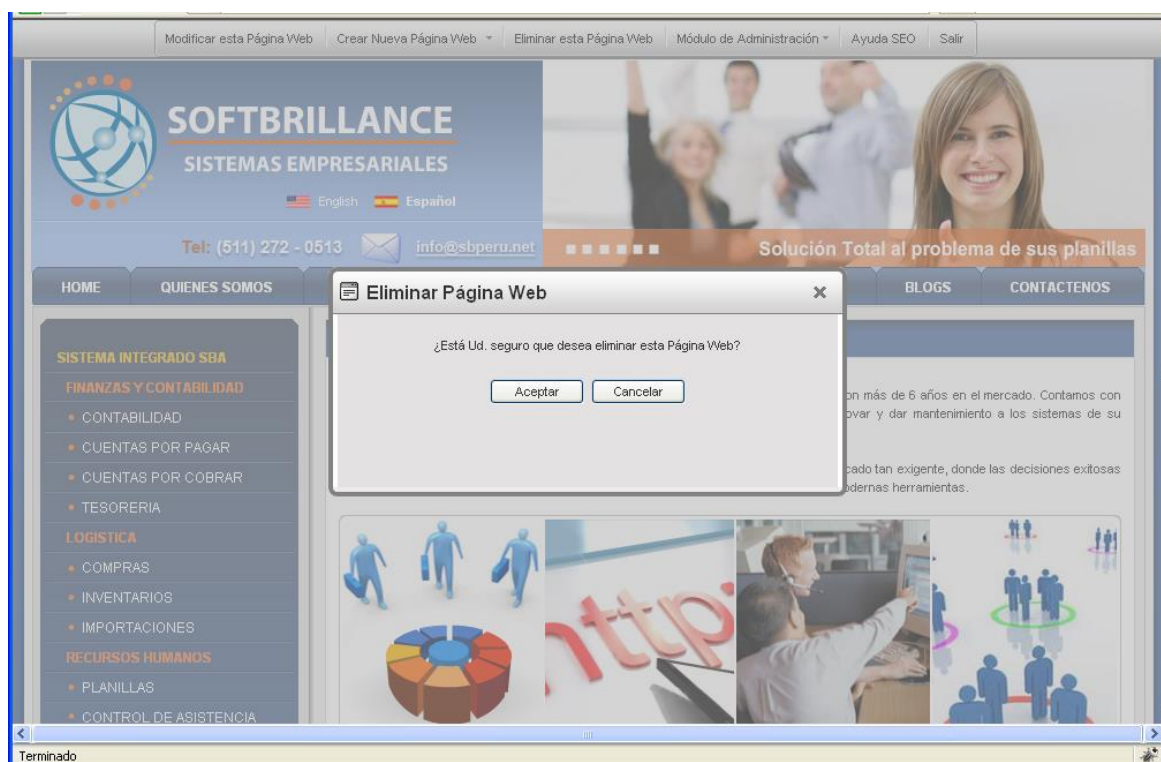 Modificar esta Página Web Crear Nueva Página Web Eliminar esta Página Web Módulo de Administración Ayuda SEO Salir
SOFTBRILLANCE
SISTEMAS EMPRESARIALES
English Español
Tel: (511) 272 - 0513 info@sbperu.net
Solución Total al problema de sus planillas
HOME QUIENES SOMOS BLOGS CONTACTENOS
Eliminar Página Web
¿Está Ud. seguro que desea eliminar esta Página Web?
Aceptar Cancelar
SISTEMA INTEGRADO SBA
FINANZAS Y CONTABILIDAD
CONTABILIDAD
CUENTAS POR PAGAR
CUENTAS POR COBRAR
TESORERIA
LOGISTICA
COMPRAS
INVENTARIOS
IMPORTACIONES
RECURSOS HUMANOS
PLANILLAS
CONTROL DE ASISTENCIA
más de 6 años en el mercado. Contamos con
y dar mantenimiento a los sistemas de su
tan exigente, donde las decisiones exitosas
herramientas.
http:
Terminado